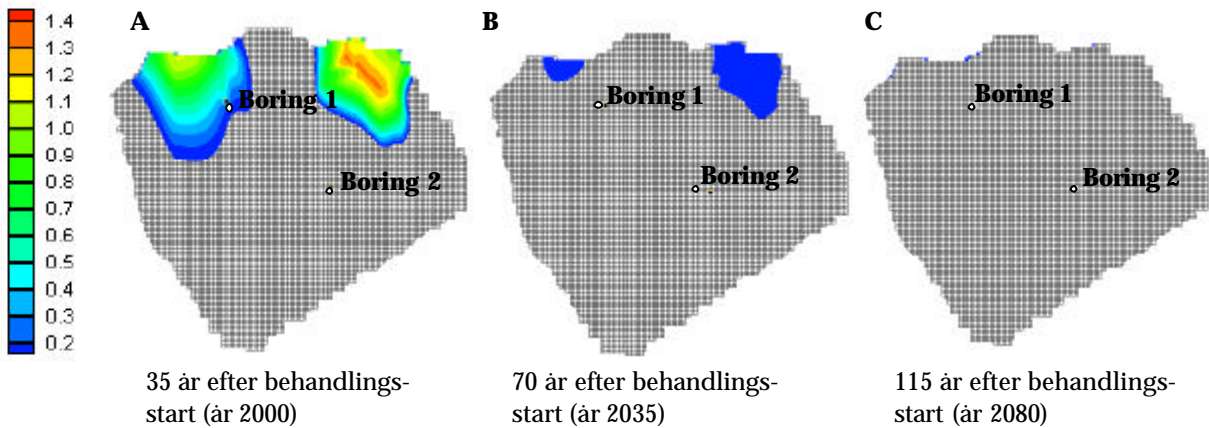 A
B
C
1.4
1.3
1.2
1.1
1.0
0.9
0.8
0.7
0.6
0.5
0.4
0.3
0.2
Boring 1
Boring 2
Boring 1
Boring 2
Boring 1
Boring 2
35 år efter behandlings-
start (år 2000)
70 år efter behandlings-
start (år 2035)
115 år efter behandlings-
start (år 2080)